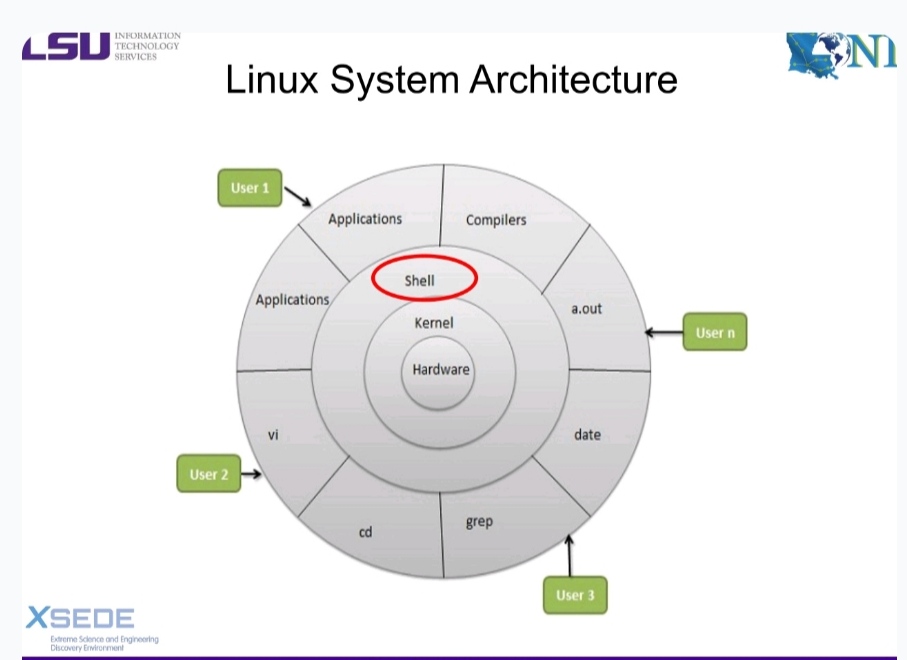 LSU
INFORMATION
TECHNOLOGY
SERVICES
Linux System Architecture
User 1
Applications
Compilers
Shell
Applications
a.out
Kernel
User n
Hardware
vi
date
User 2
grep
cd
User 3
XSEDE
Extreme Science and Engineering
Discovery Environment